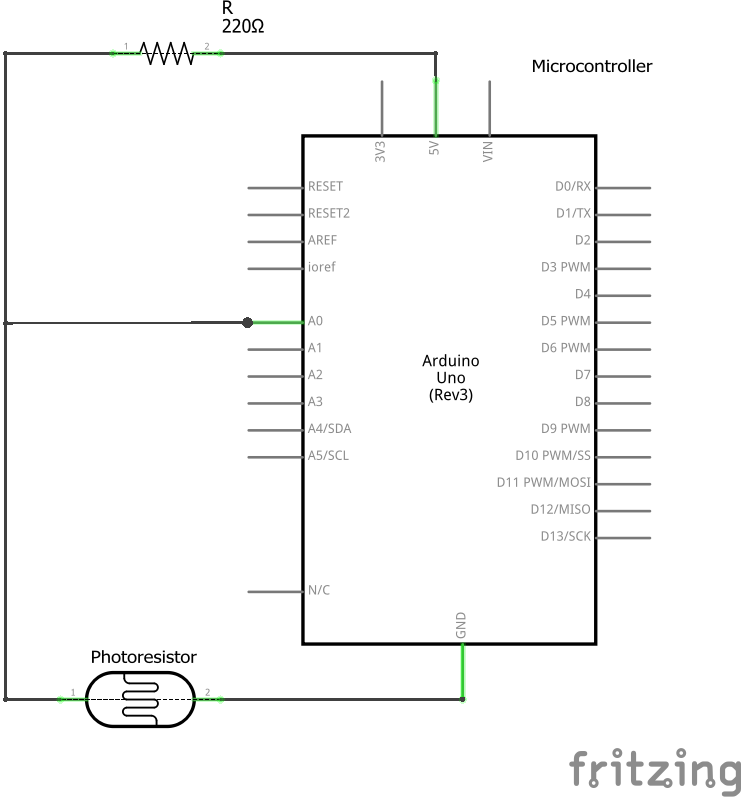 R
220Ω
1
2
Microcontroller
3V3
5V
VIN
RESET
D0/RX
RESET2
D1/TX
AREF
D2
ioref
D3 PWM
D4
A0
D5 PWM
A1
D6 PWM
Arduino
Uno
(Rev3)
A2
D7
A3
D8
A4/SDA
D9 PWM
A5/SCL
D10 PWM/SS
D11 PWM/MOSI
D12/MISO
D13/SCK
N/C
GND
Photoresistor
1
2
fritzing